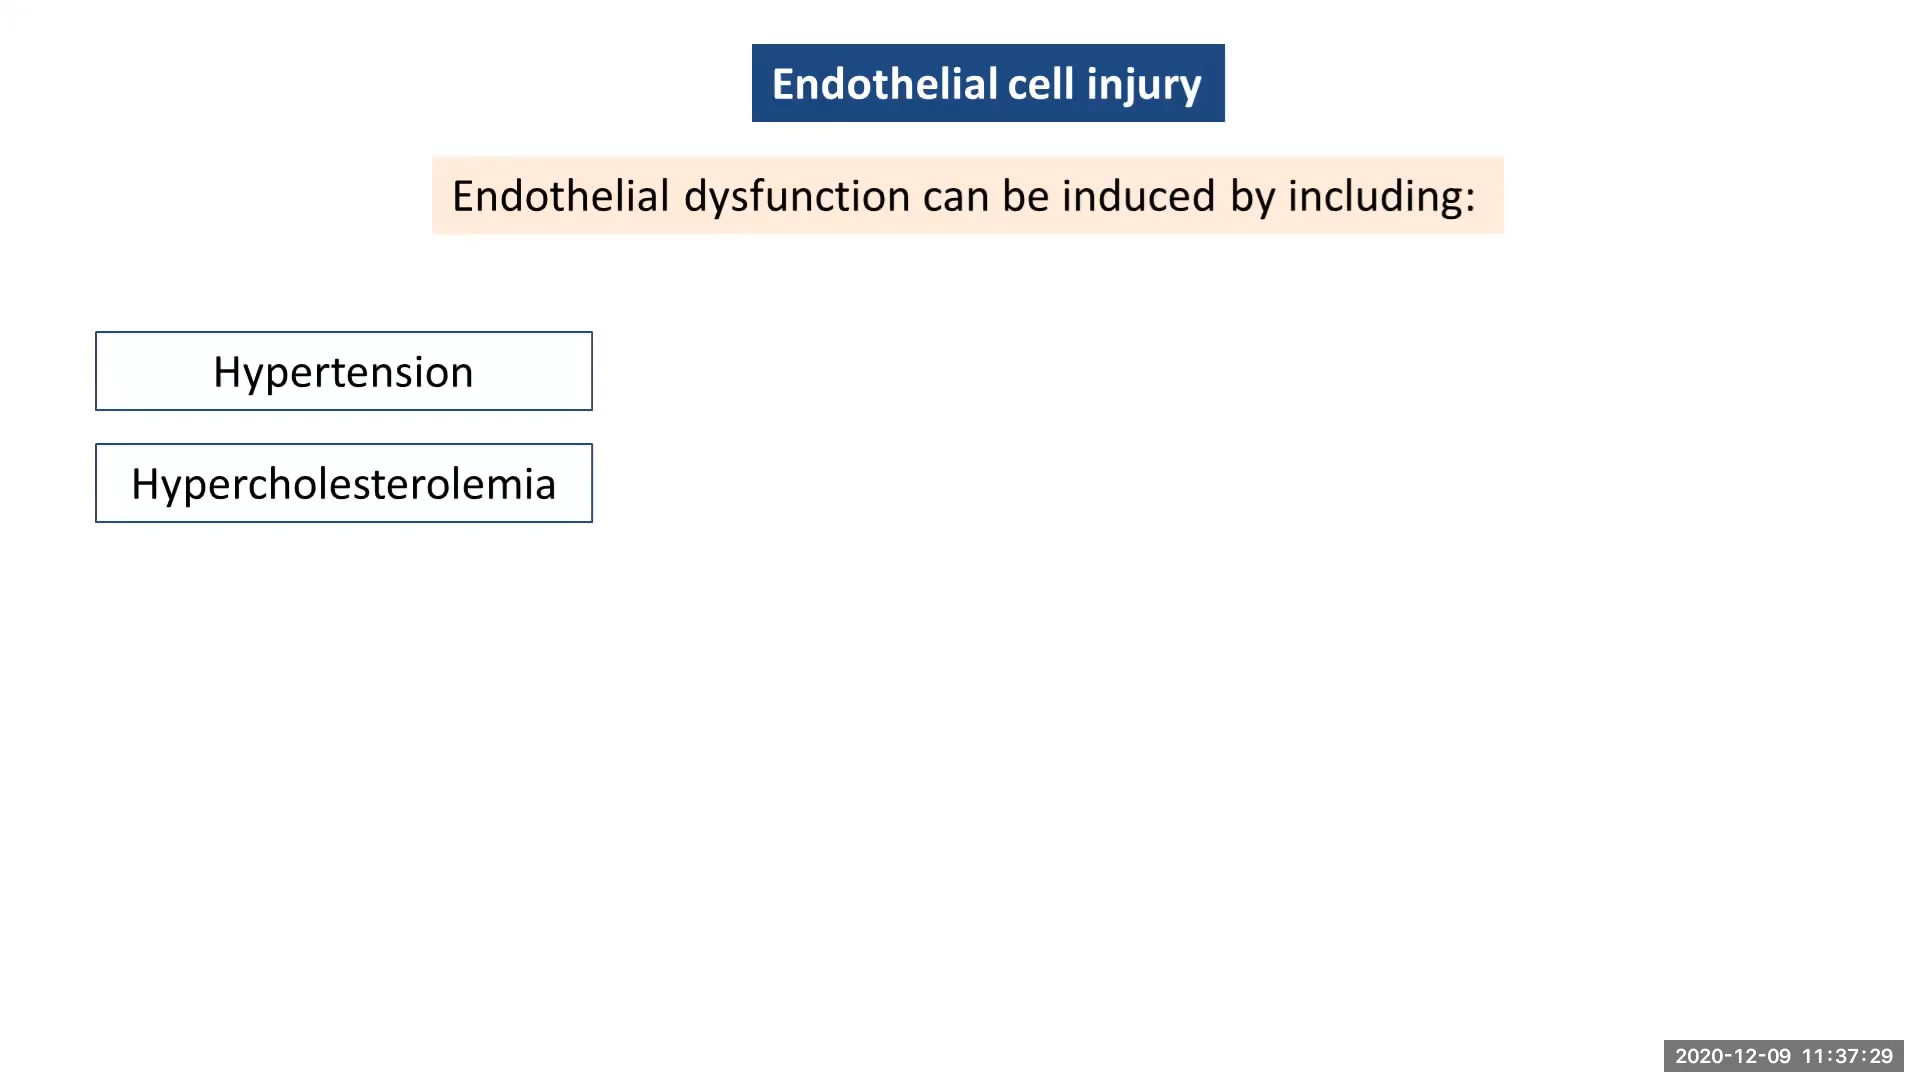 Endothelial cell injury
Endothelial dysfunction can be induced by including:
Hypertension
Hypercholesterolemia
2020-12-09 11:37:29